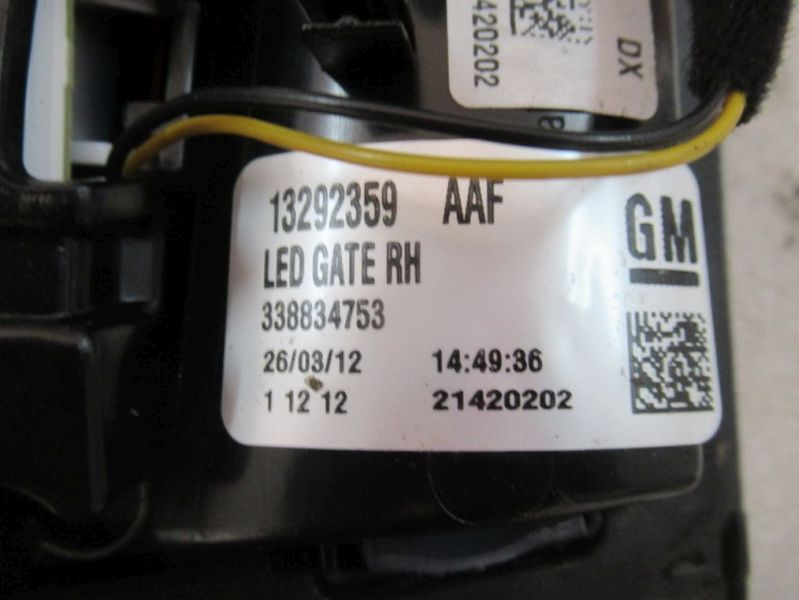 420202
DX
13292359 AAF
GM
LED GATE RH
338834753
26/03/12 14:49:36
1 12 12 21420202